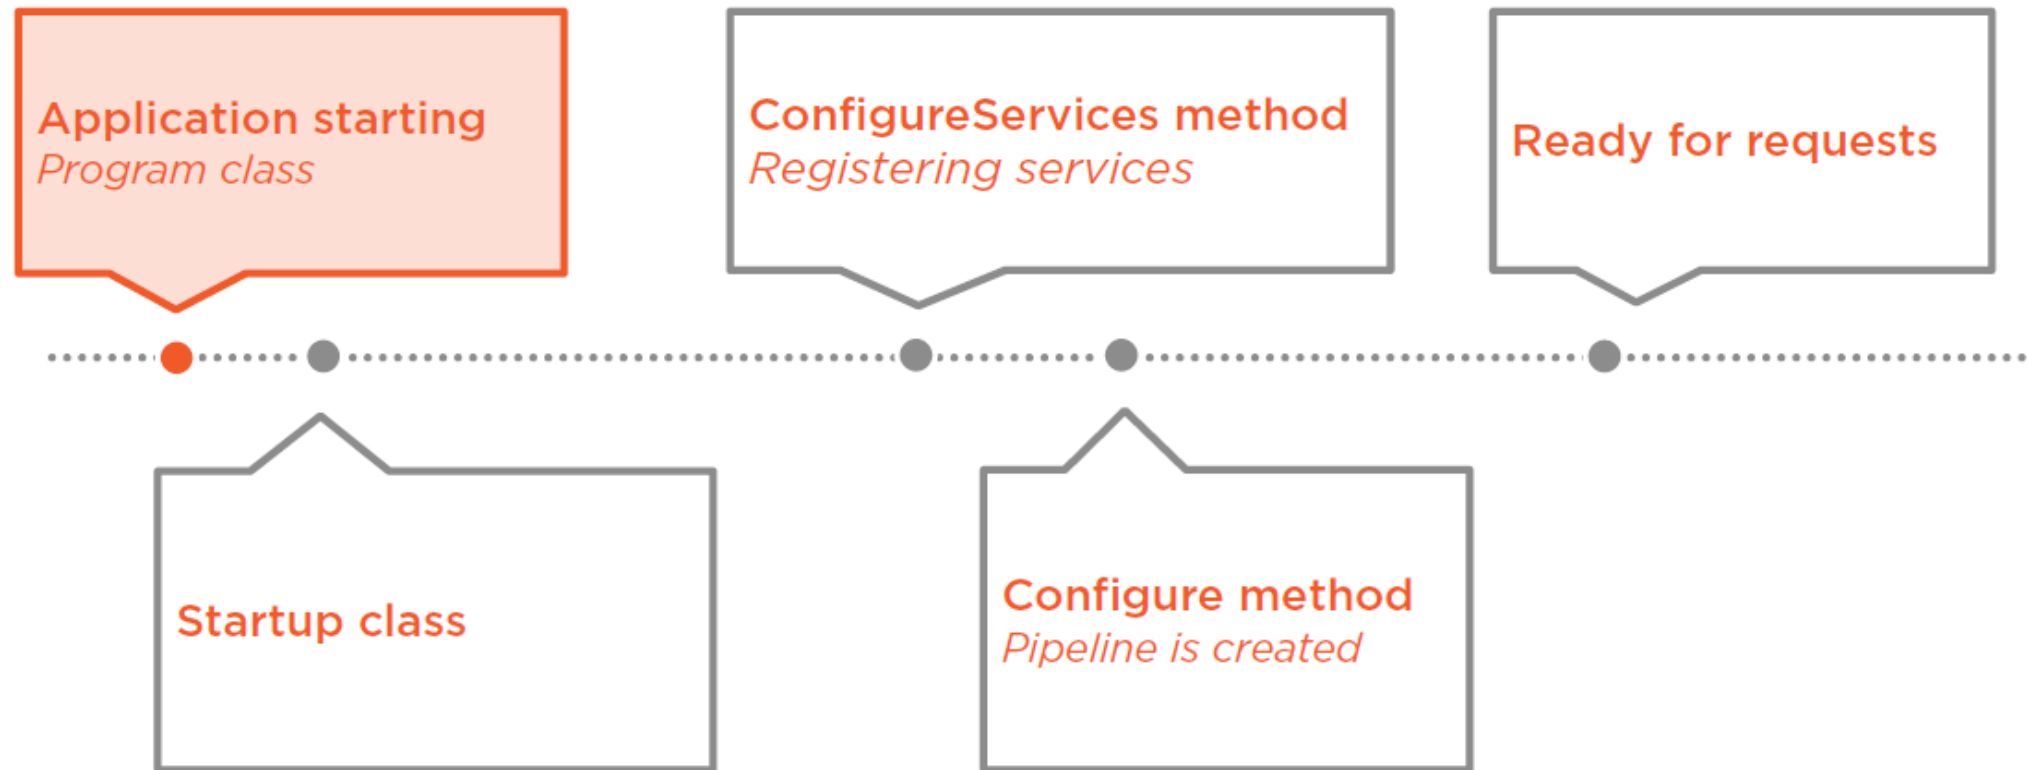 Application starting
Program class
Startup class
ConfigureServices method
Registering services
Configure method
Pipeline is created
Ready for requests